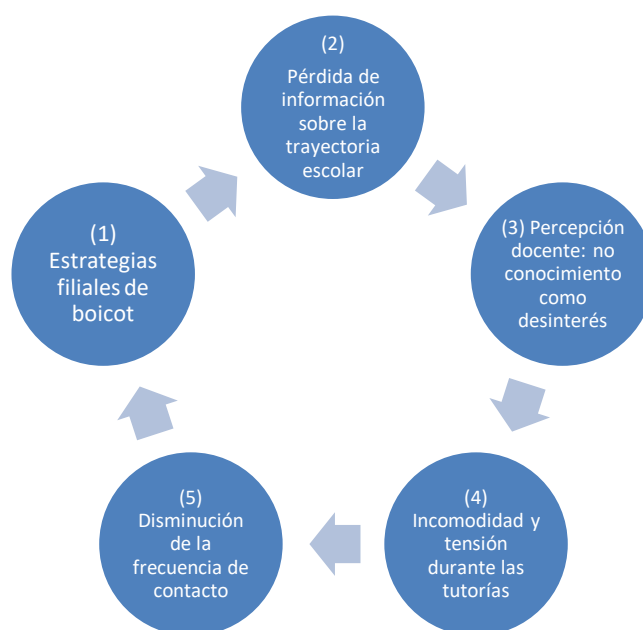 (1)
Estrategias
filiales de
boicot
(2)
Pérdida de
información
sobre la
trayectoria
escolar
(3) Percepción
docente: no
conocimiento
como
desinterés
(4)
Incomodidad y
tensión
durante las
tutorías
(5)
Disminución
de la
frecuencia de
contacto